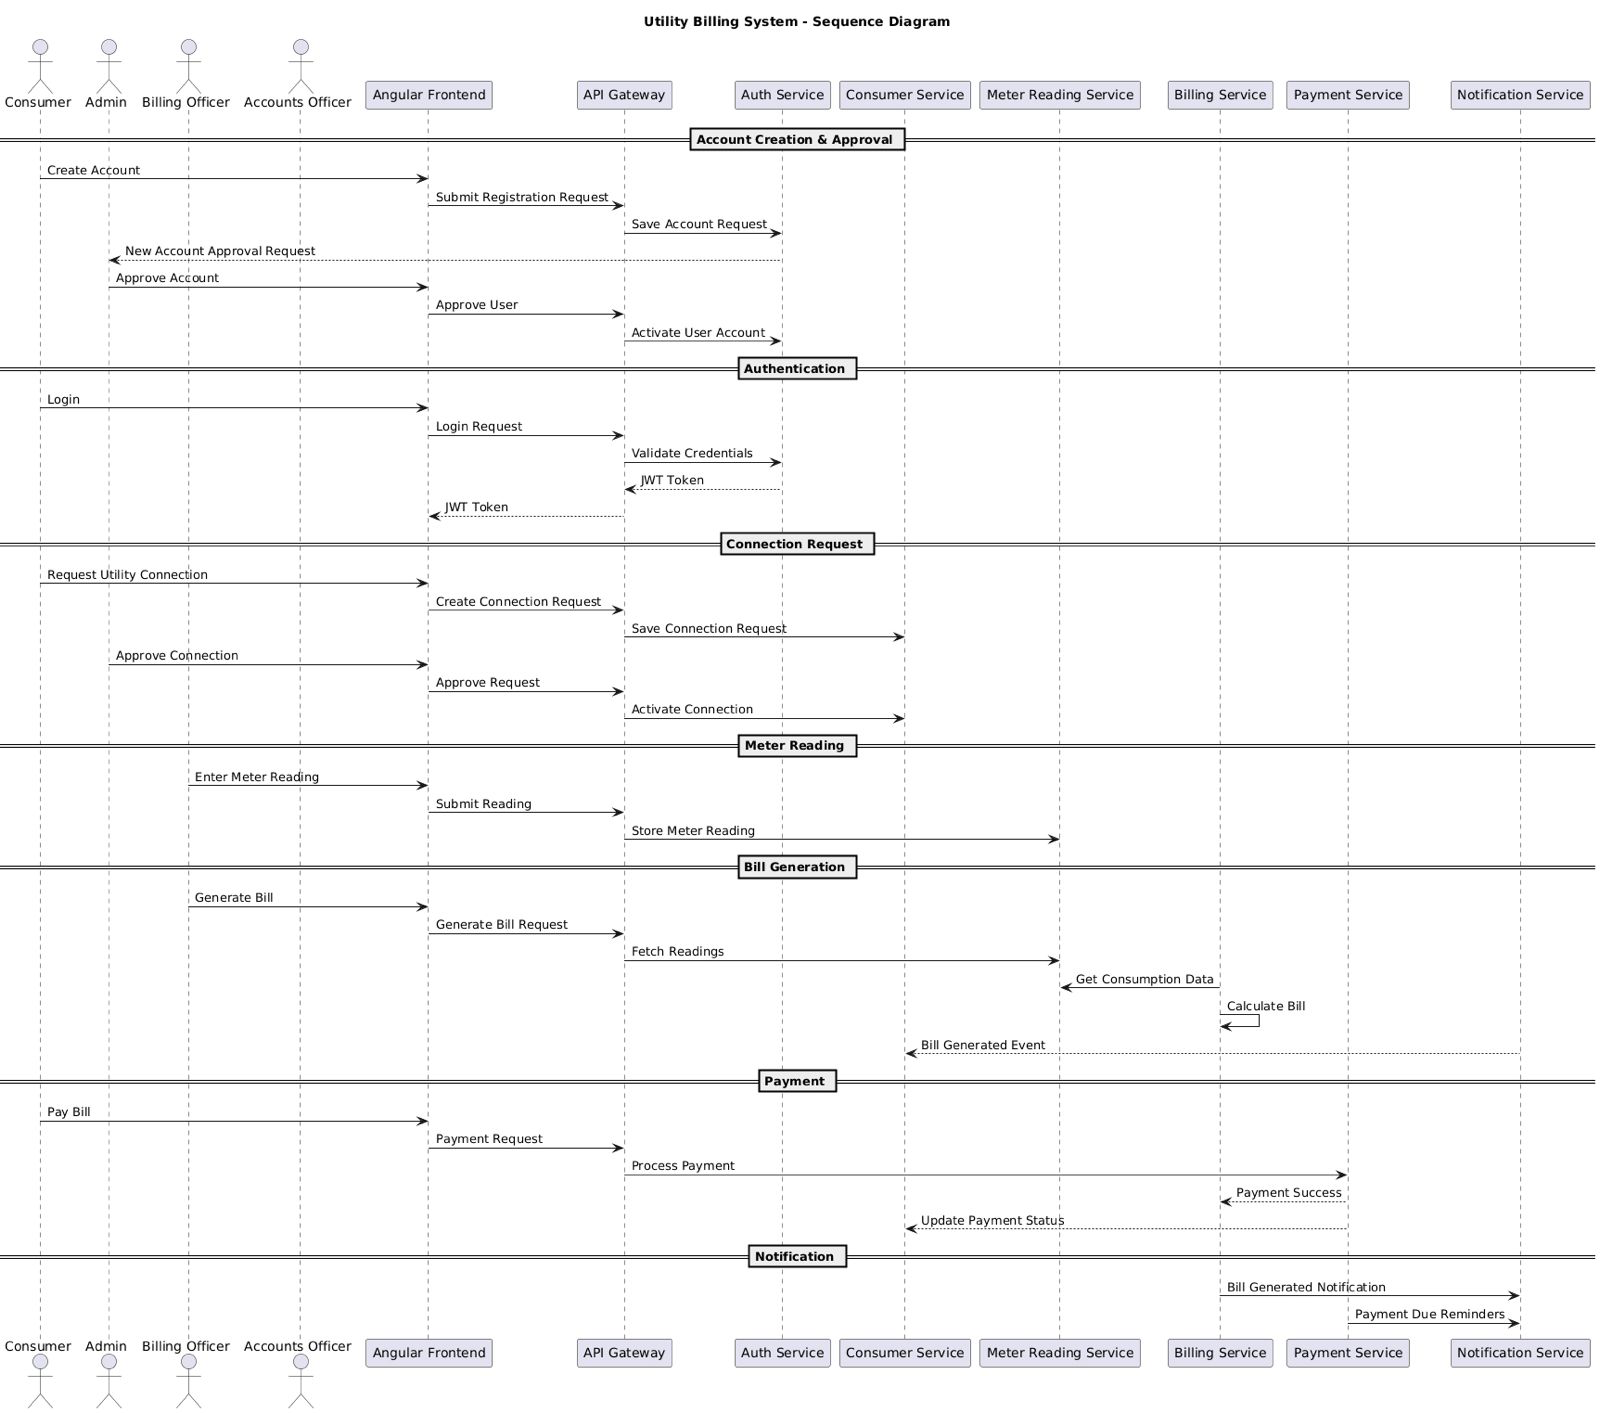 Utility Billing System - Sequence Diagram
Consumer
Admin
Billing Officer
Accounts Officer
Angular Frontend
API Gateway
Auth Service
Consumer Service
Meter Reading Service
Billing Service
Payment Service
Notification Service
Account Creation & Approval
Create Account
Submit Registration Request
Save Account Request
New Account Approval Request
Approve Account
Approve User
Activate User Account
Authentication
Login
Login Request
Validate Credentials
JWT Token
JWT Token
Connection Request
Request Utility Connection
Create Connection Request
Save Connection Request
Approve Connection
Approve Request
Activate Connection
Meter Reading
Enter Meter Reading
Submit Reading
Store Meter Reading
Bill Generation
Generate Bill
Generate Bill Request
Fetch Readings
Get Consumption Data
Calculate Bill
Bill Generated Event
Payment
Pay Bill
Payment Request
Process Payment
Payment Success
Update Payment Status
Notification
Bill Generated Notification
Payment Due Reminders
Consumer
Admin
Billing Officer
Accounts Officer
Angular Frontend
API Gateway
Auth Service
Consumer Service
Meter Reading Service
Billing Service
Payment Service
Notification Service